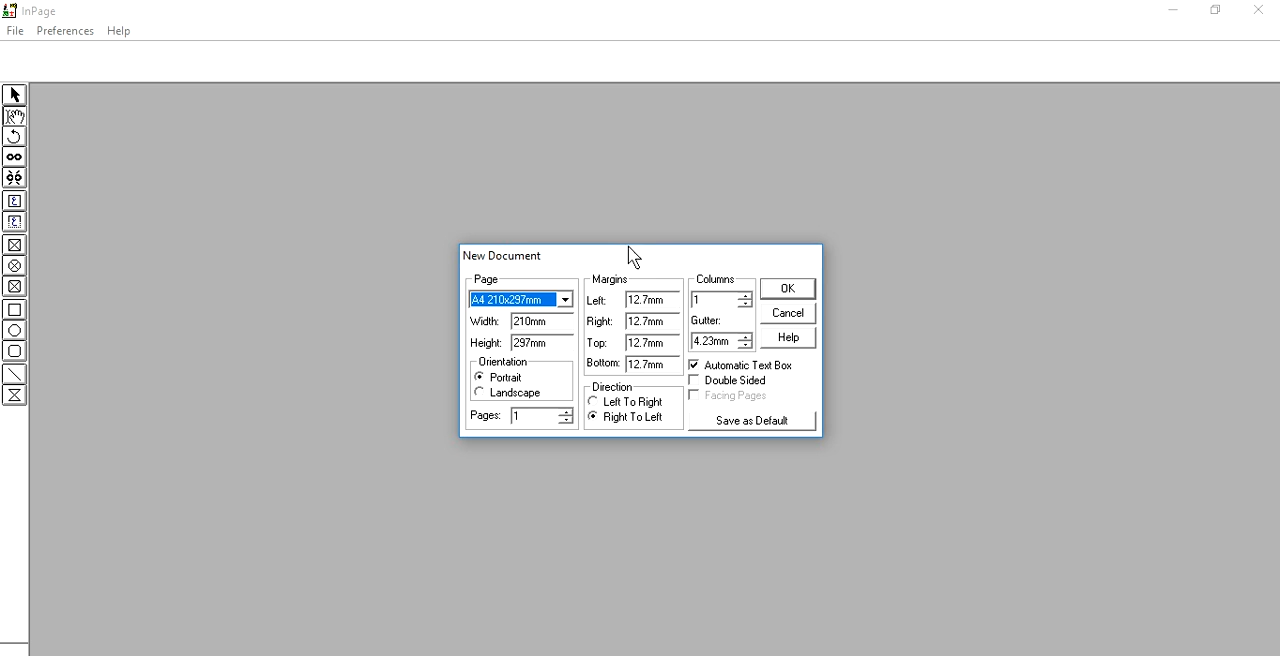 InPage
File Preferences Help
New Document
Page
A4 210x297mm
Width: 210mm
Height: 297mm
Orientation
Portrait
Landscape
Pages: 1
Margins
Left: 12.7mm
Right: 12.7mm
Top: 12.7mm
Bottom: 12.7mm
Direction
Left To Right
Right To Left
Columns
1
Gutter:
4.23mm
Automatic Text Box
Double Sided
Facing Pages
OK
Cancel
Help
Save as Default